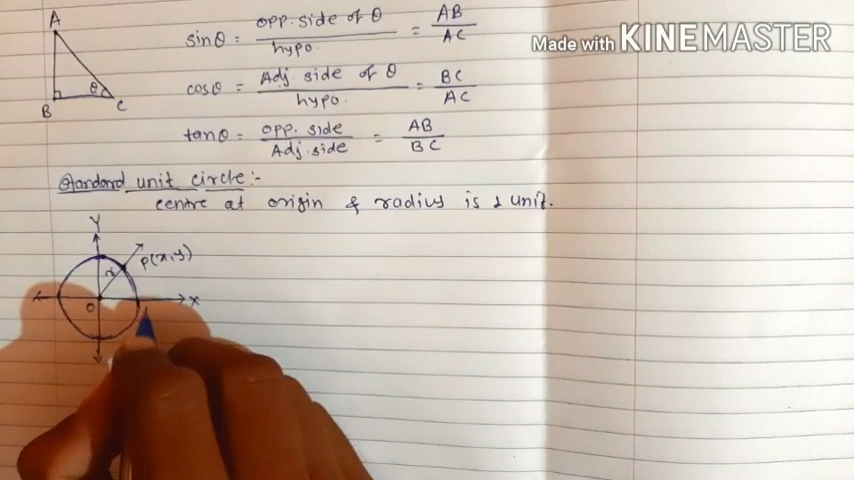 A
B
C
θ
sinθ = opp. side of θ / hypo. = AB / AC
Made with KINEMASTER
cosθ = Adj. side of θ / hypo. = BC / AC
tanθ = opp. side / Adj. side = AB / BC
Standard unit circle:-
centre at origin & radius is 1 unit.
Y
P(x,y)
r
O
X